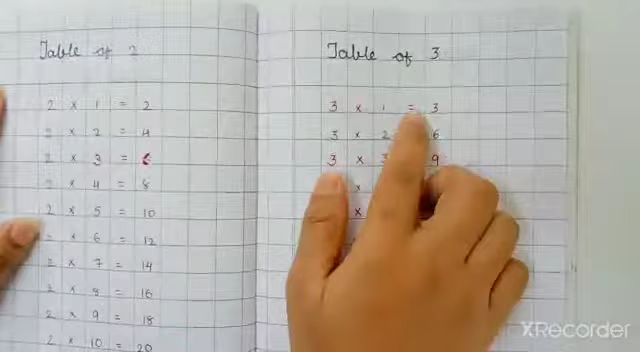 Table of 2
2 x 1 = 2
2 x 2 = 4
2 x 3 = 6
2 x 4 = 8
2 x 5 = 10
2 x 6 = 12
2 x 7 = 14
2 x 8 = 16
2 x 9 = 18
2 x 10 = 20
Table of 3
3 x 1 = 3
3 x 2 6
3 x 3 9
x
x
XRecorder